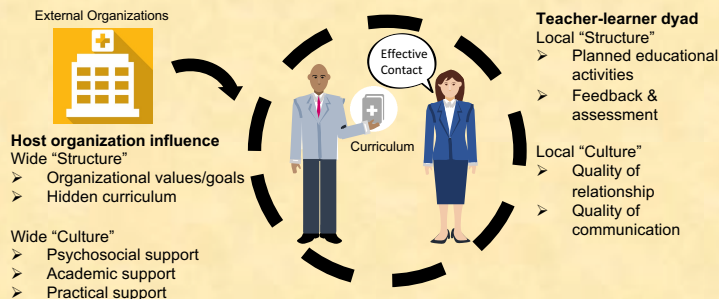 External Organizations
Host organization influence
Wide “Structure”
➢ Organizational values/goals
➢ Hidden curriculum
Wide “Culture”
➢ Psychosocial support
➢ Academic support
➢ Practical support
Effective
Contact
Curriculum
Teacher-learner dyad
Local “Structure”
➢ Planned educational
activities
➢ Feedback &
assessment
Local “Culture”
➢ Quality of
relationship
➢ Quality of
communication